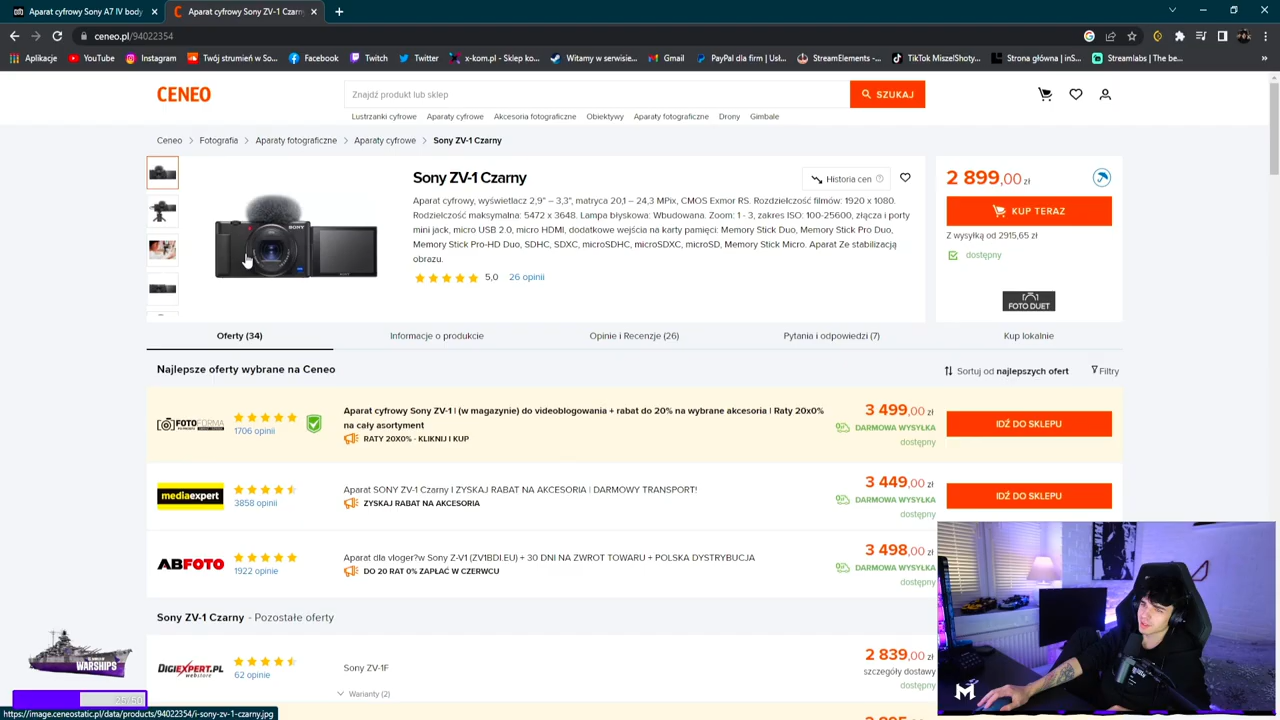 Aparat cyfrowy Sony A7 IV body
Aparat cyfrowy Sony ZV-1 Czarny
ceneo.pl/94022354
Aplikacje
YouTube
Instagram
Twój strumień w So...
Facebook
Twitch
Twitter
x-kom.pl - Sklep ko...
Witamy w serwisie...
Gmail
PayPal dla firm | Usł...
StreamElements -...
TikTok MiszelShoty...
Strona główna | inS...
Streamlabs | The be...
CENEO
Znajdź produkt lub sklep
SZUKAJ
Lustrzanki cyfrowe
Aparaty cyfrowe
Akcesoria fotograficzne
Obiektywy
Aparaty fotograficzne
Drony
Gimbale
Ceneo > Fotografia > Aparaty fotograficzne > Aparaty cyfrowe > Sony ZV-1 Czarny
Sony ZV-1 Czarny
Historia cen
Aparat cyfrowy, wyświetlacz 2,9" – 3,3", matryca 20,1 – 24,3 MPix, CMOS Exmor RS. Rozdzielczość filmów: 1920 x 1080.
Rodzielczość maksymalna: 5472 x 3648. Lampa błyskowa: Wbudowana. Zoom: 1 - 3, zakres ISO: 100-25600, złącza i porty
mini jack, micro USB 2.0, micro HDMI, dodatkowe wejścia na kartę pamięci: Memory Stick Duo, Memory Stick Pro Duo,
Memory Stick Pro-HD Duo, SDHC, SDXC, microSDHC, microSDXC, microSD, Memory Stick Micro. Aparat Ze stabilizacją
obrazu.
5,0
26 opinii
SONY
2 899,00 zł
KUP TERAZ
Z wysyłką od 2915,65 zł
dostępny
FOTO DUET
Oferty (34)
Informacje o produkcie
Opinie i Recenzje (26)
Pytania i odpowiedzi (7)
Kup lokalnie
Najlepsze oferty wybrane na Ceneo
Sortuj od najlepszych ofert
Filtry
FOTOFORMA
1706 opinii
Aparat cyfrowy Sony ZV-1 | (w magazynie) do videoblogowania + rabat do 20% na wybrane akcesoria | Raty 20x0%
na cały asortyment
RATY 20X0% - KLIKNIJ I KUP
3 499,00 zł
DARMOWA WYSYŁKA
dostępny
IDŹ DO SKLEPU
mediaexpert
3858 opinii
Aparat SONY ZV-1 Czarny I ZYSKAJ RABAT NA AKCESORIA | DARMOWY TRANSPORT!
ZYSKAJ RABAT NA AKCESORIA
3 449,00 zł
DARMOWA WYSYŁKA
dostępny
IDŹ DO SKLEPU
ABFOTO
1922 opinie
Aparat dla vloger?w Sony Z-V1 (ZV1BDI.EU) + 30 DNI NA ZWROT TOWARU + POLSKA DYSTRYBUCJA
DO 20 RAT 0% ZAPŁAĆ W CZERWCU
3 498,00 zł
DARMOWA WYSYŁKA
dostępny
Sony ZV-1 Czarny - Pozostałe oferty
DIGIEXPERT.PL
webstore
62 opinie
Sony ZV-1F
Warianty (2)
2 839,00 zł
szczegóły dostawy
dostępny
WARSHIPS
25/50
https://image.ceneostatic.pl/data/products/94022354/i-sony-zv-1-czarny.jpg